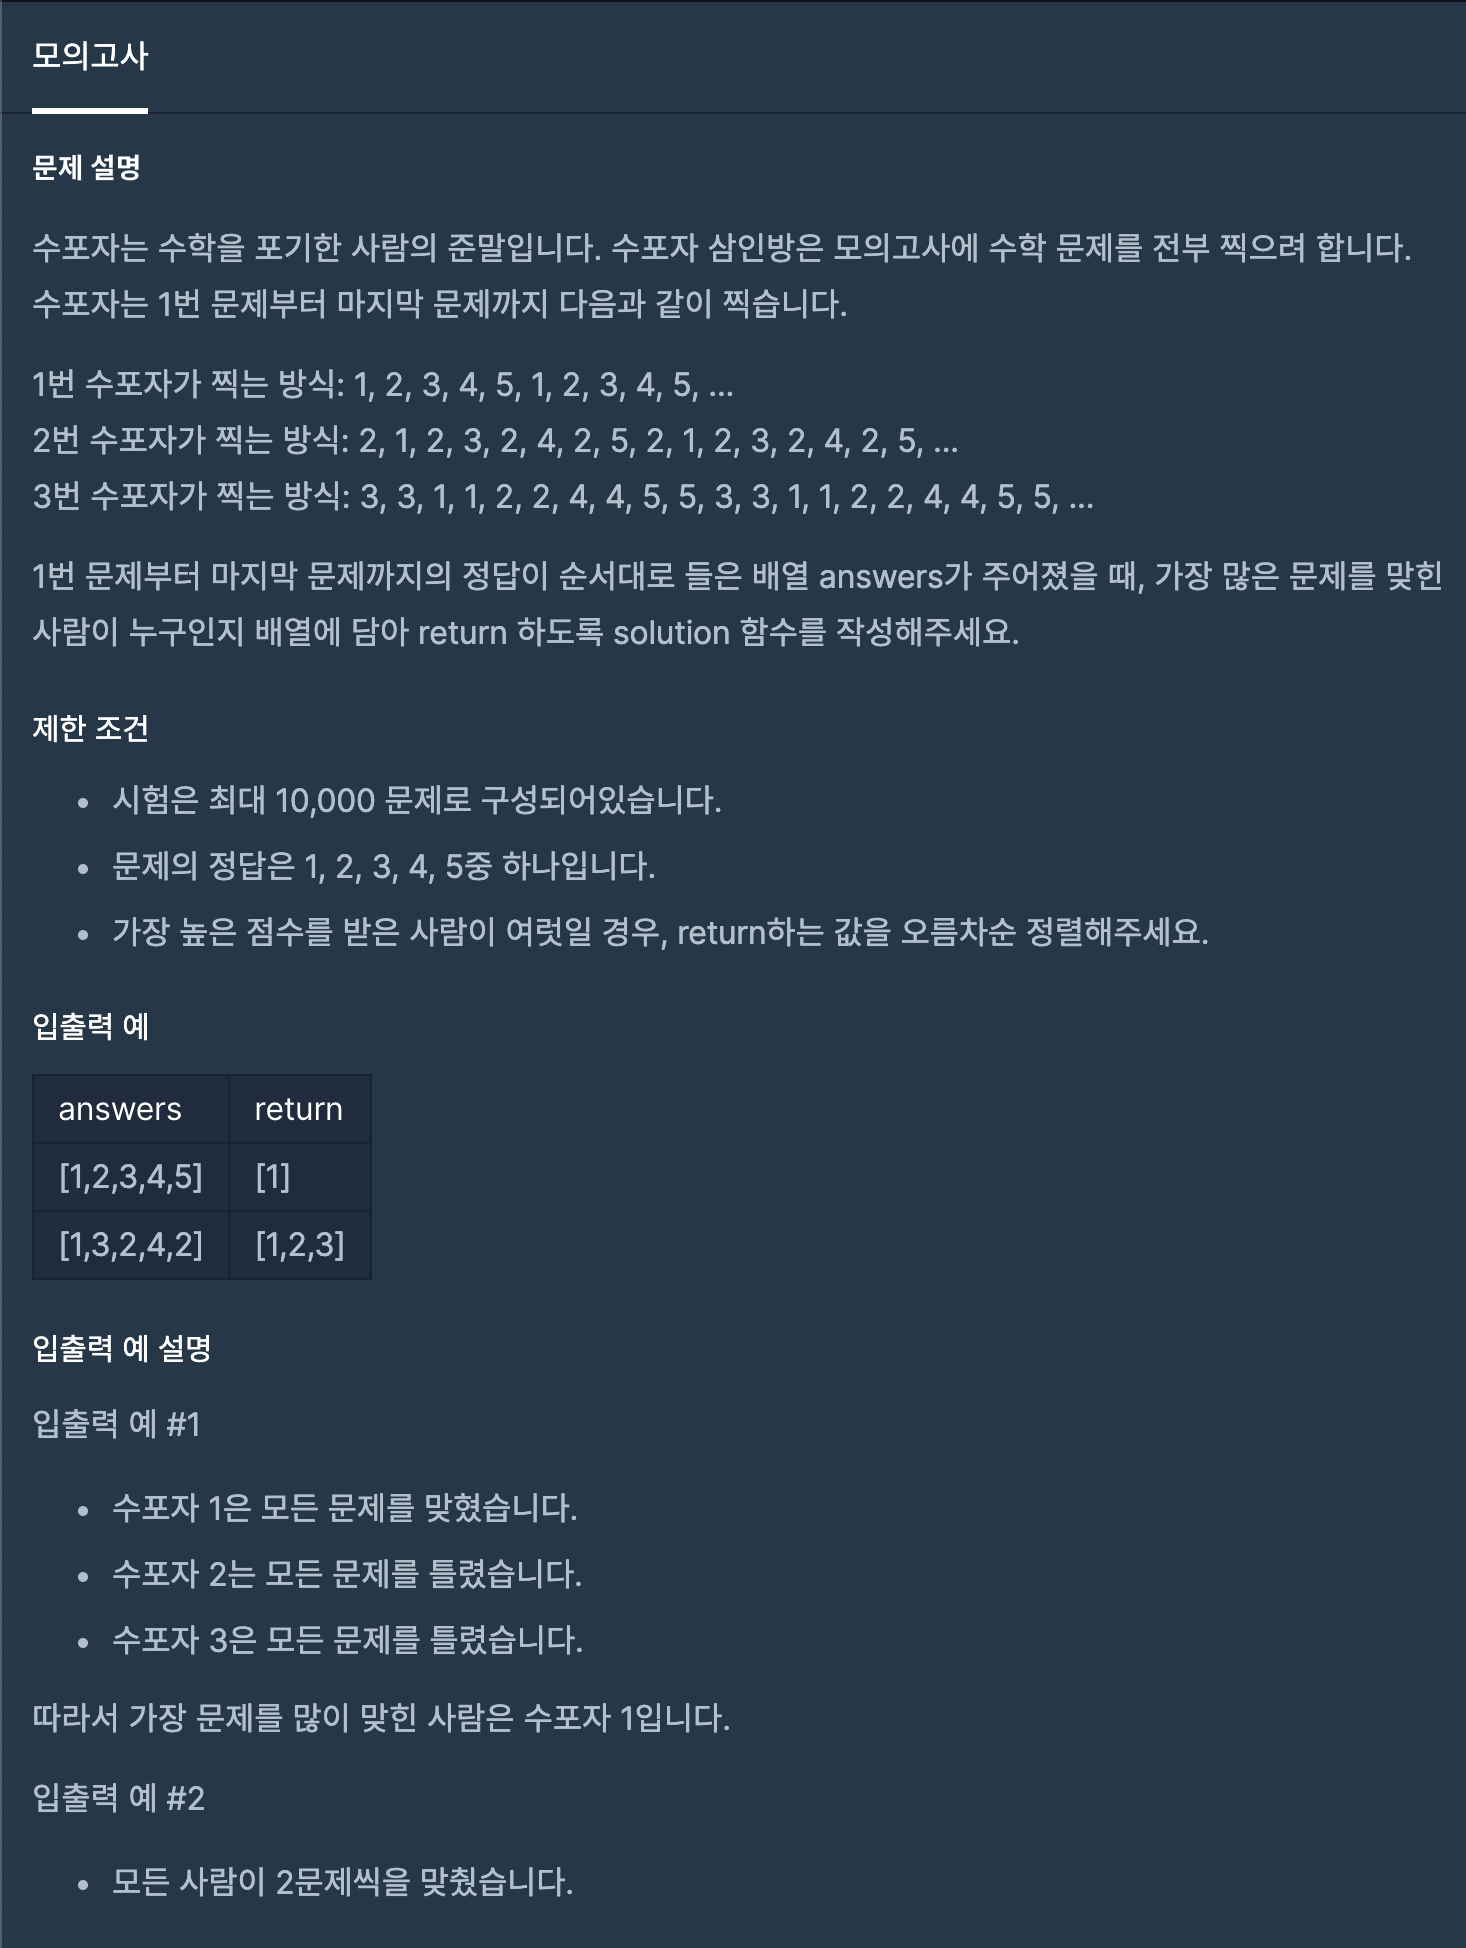 모의고사
문제 설명
수포자는 수학을 포기한 사람의 준말입니다. 수포자 삼인방은 모의고사에 수학 문제를 전부 찍으려 합니다.
수포자는 1번 문제부터 마지막 문제까지 다음과 같이 찍습니다.
1번 수포자가 찍는 방식: 1, 2, 3, 4, 5, 1, 2, 3, 4, 5, ...
2번 수포자가 찍는 방식: 2, 1, 2, 3, 2, 4, 2, 5, 2, 1, 2, 3, 2, 4, 2, 5, ...
3번 수포자가 찍는 방식: 3, 3, 1, 1, 2, 2, 4, 4, 5, 5, 3, 3, 1, 1, 2, 2, 4, 4, 5, 5, ...
1번 문제부터 마지막 문제까지의 정답이 순서대로 들은 배열 answers가 주어졌을 때, 가장 많은 문제를 맞힌
사람이 누구인지 배열에 담아 return 하도록 solution 함수를 작성해주세요.
제한 조건
• 시험은 최대 10,000 문제로 구성되어있습니다.
• 문제의 정답은 1, 2, 3, 4, 5중 하나입니다.
• 가장 높은 점수를 받은 사람이 여럿일 경우, return하는 값을 오름차순 정렬해주세요.
입출력 예
answers return
[1,2,3,4,5] [1]
[1,3,2,4,2] [1,2,3]
입출력 예 설명
입출력 예 #1
• 수포자 1은 모든 문제를 맞혔습니다.
• 수포자 2는 모든 문제를 틀렸습니다.
• 수포자 3은 모든 문제를 틀렸습니다.
따라서 가장 문제를 많이 맞힌 사람은 수포자 1입니다.
입출력 예 #2
• 모든 사람이 2문제씩을 맞췄습니다.